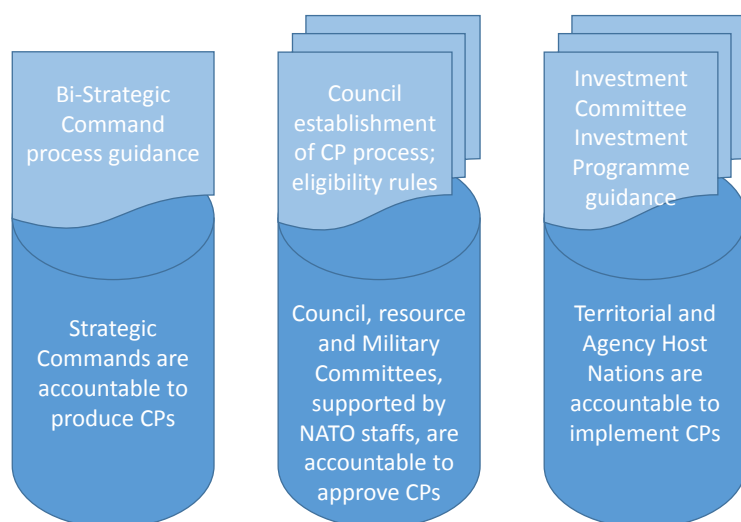 Bi-Strategic
Command
process guidance
Strategic
Commands are
accountable to
produce CPs
Council
establishment
of CP process;
eligibility rules
Council, resource
and Military
Committees,
supported by
NATO staffs, are
accountable to
approve CPs
Investment
Committee
Investment
Programme
guidance
Territorial and
Agency Host
Nations are
accountable to
implement CPs